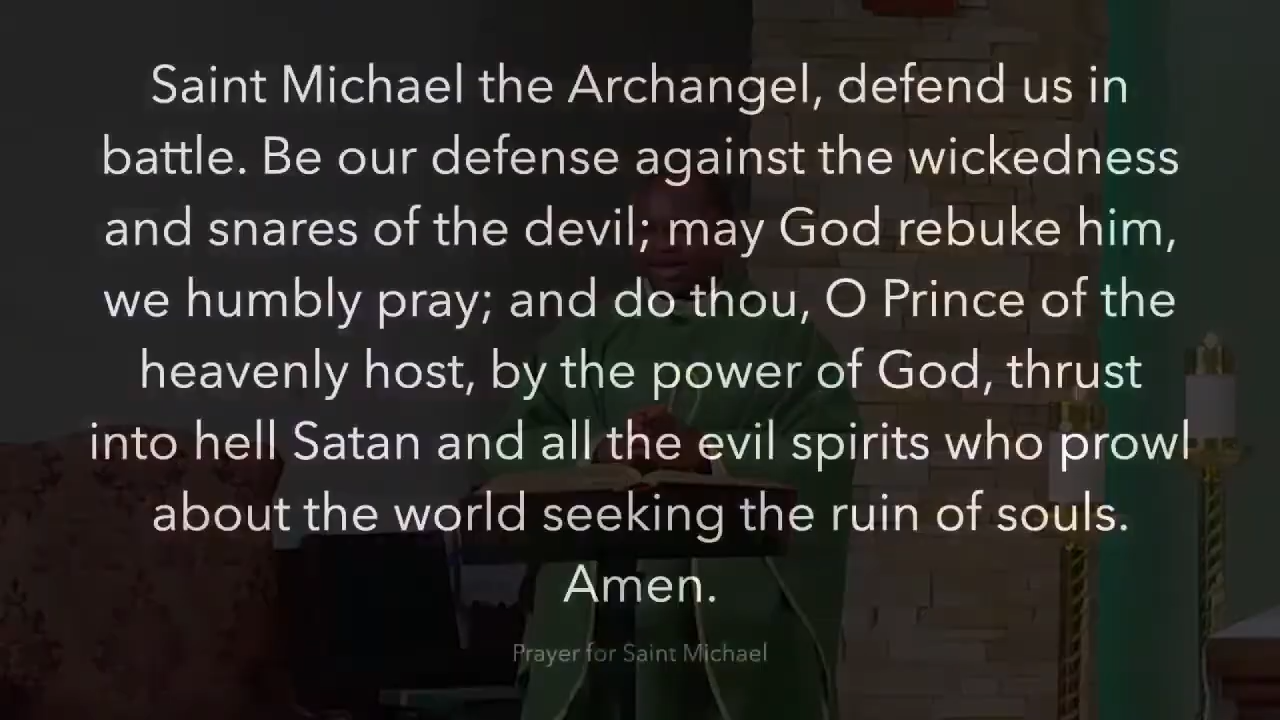 Saint Michael the Archangel, defend us in
battle. Be our defense against the wickedness
and snares of the devil; may God rebuke him,
we humbly pray; and do thou, O Prince of the
heavenly host, by the power of God, thrust
into hell Satan and all the evil spirits who prowl
about the world seeking the ruin of souls.
Amen.
Prayer for Saint Michael